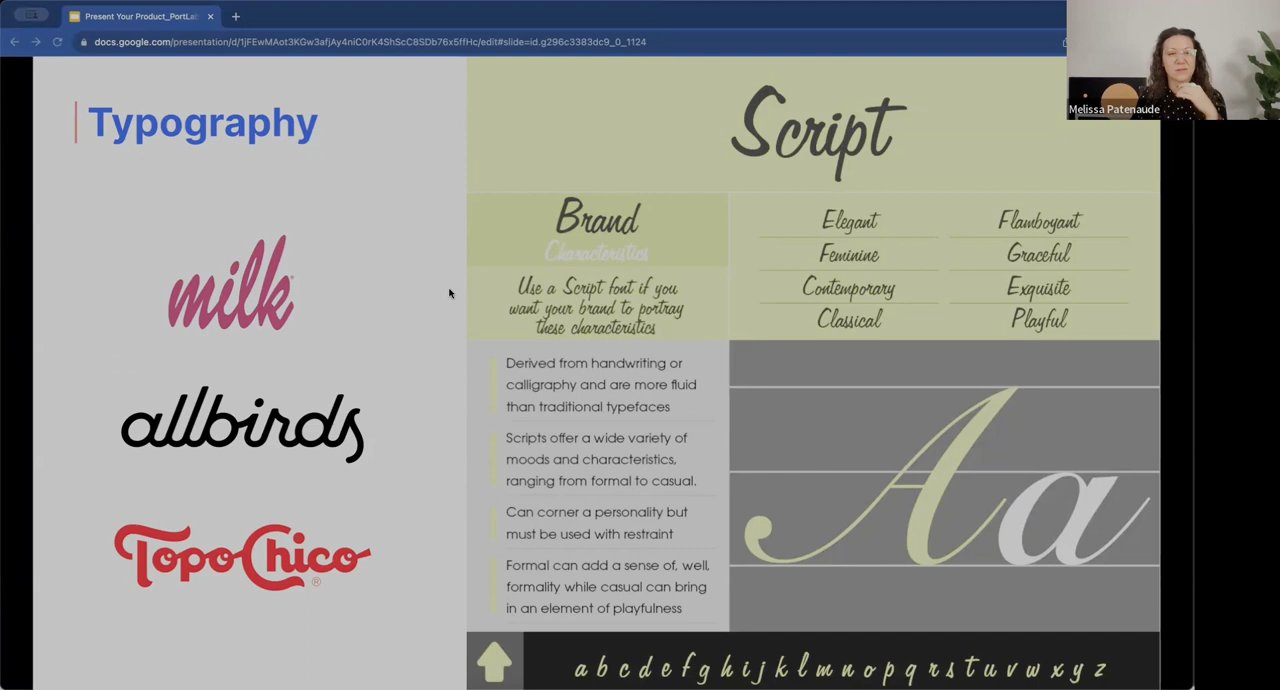 Present Your Product_PortLa
docs.google.com/presentation/d/1jFEwMAot3KGw3afjAy4niC0rK4ShScC8SDb76x5ffHc/edit#slide=id.g296c3383dc9_0_1124
Melissa Patenaude
Typography
milk
allbirds
Topo Chico
®
Script
Brand
Characteristics
Use a Script font if you
want your brand to portray
these characteristics
Elegant
Flamboyant
Feminine
Graceful
Contemporary
Exquisite
Classical
Playful
Derived from handwriting or
calligraphy and are more fluid
than traditional typefaces
Scripts offer a wide variety of
moods and characteristics,
ranging from formal to casual.
Can corner a personality but
must be used with restraint
Formal can add a sense of, well,
formality while casual can bring
in an element of playfulness
Aa
a b c d e f g h i j k l m n o p q r s t u v w x y z